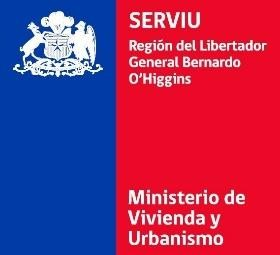 SERVIU
Región del Libertador
General Bernardo
O'Higgins
Ministerio de
Vivienda y
Urbanismo